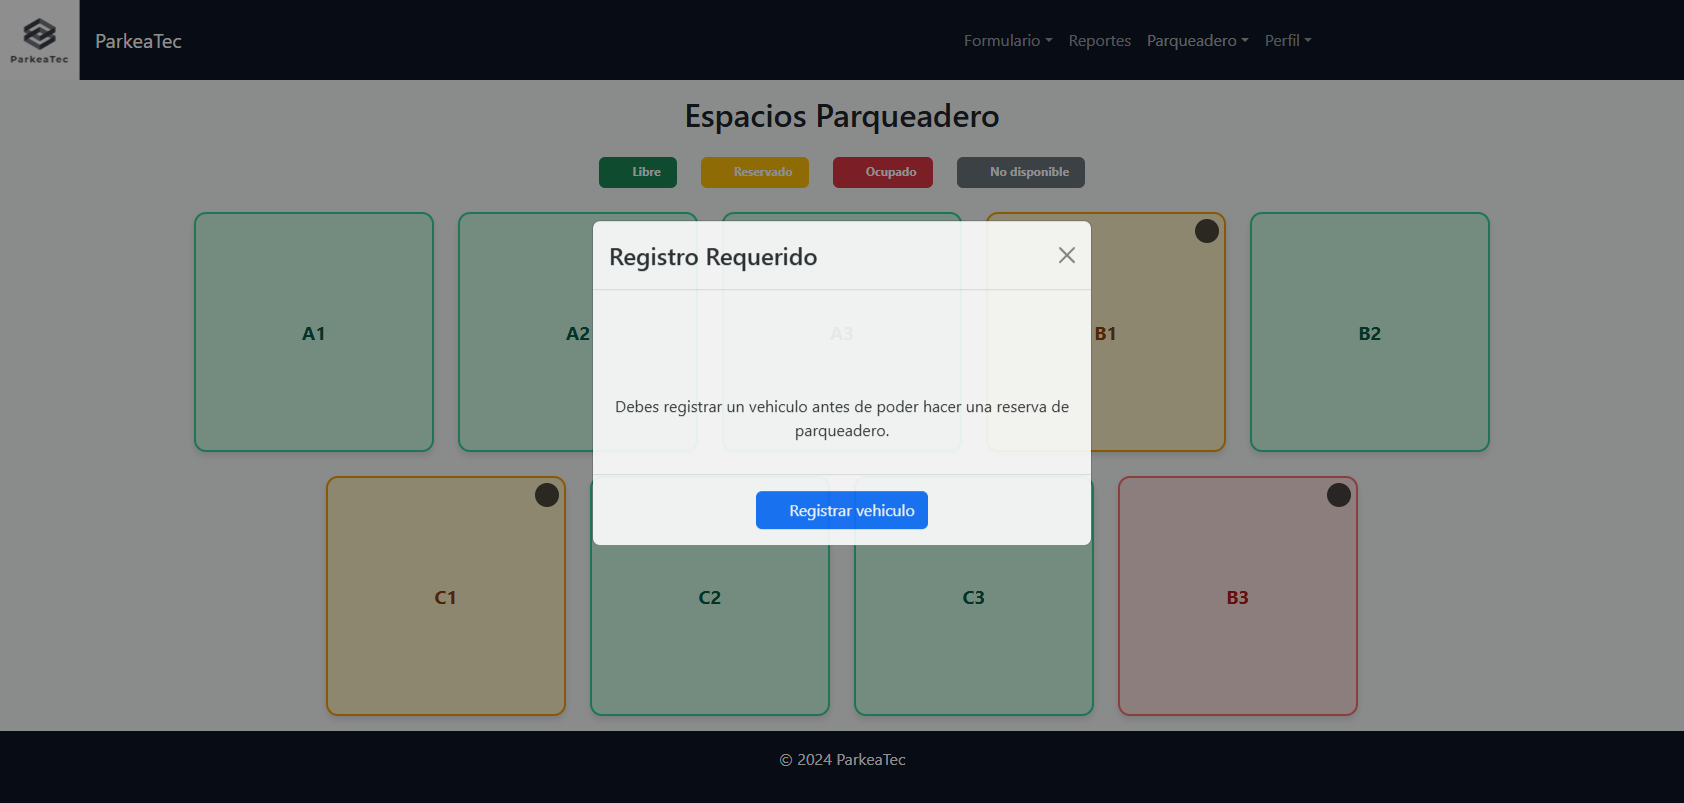 ParkeaTec
ParkeaTec
Formulario Reportes Parqueadero Perfil
Espacios Parqueadero
Libre Reservado Ocupado No disponible
A1 A2 A3 B1 B2
Registro Requerido
Debes registrar un vehiculo antes de poder hacer una reserva de
parqueadero.
Registrar vehiculo
C1 C2 C3 B3
© 2024 ParkeaTec